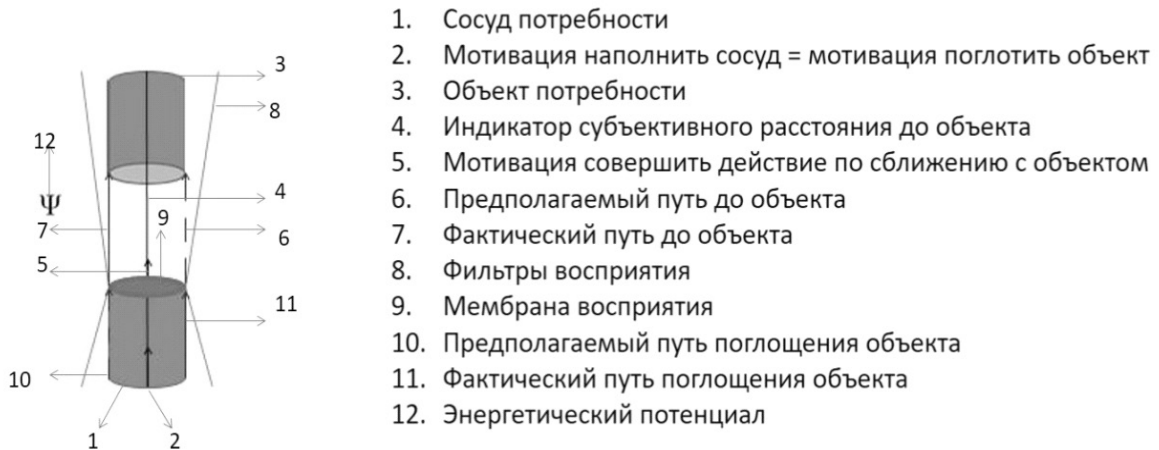 3
8
12
4
Ψ
9
7
6
5
11
10
1
2
1. Сосуд потребности
2. Мотивация наполнить сосуд = мотивация поглотить объект
3. Объект потребности
4. Индикатор субъективного расстояния до объекта
5. Мотивация совершить действие по сближению с объектом
6. Предполагаемый путь до объекта
7. Фактический путь до объекта
8. Фильтры восприятия
9. Мембрана восприятия
10. Предполагаемый путь поглощения объекта
11. Фактический путь поглощения объекта
12. Энергетический потенциал